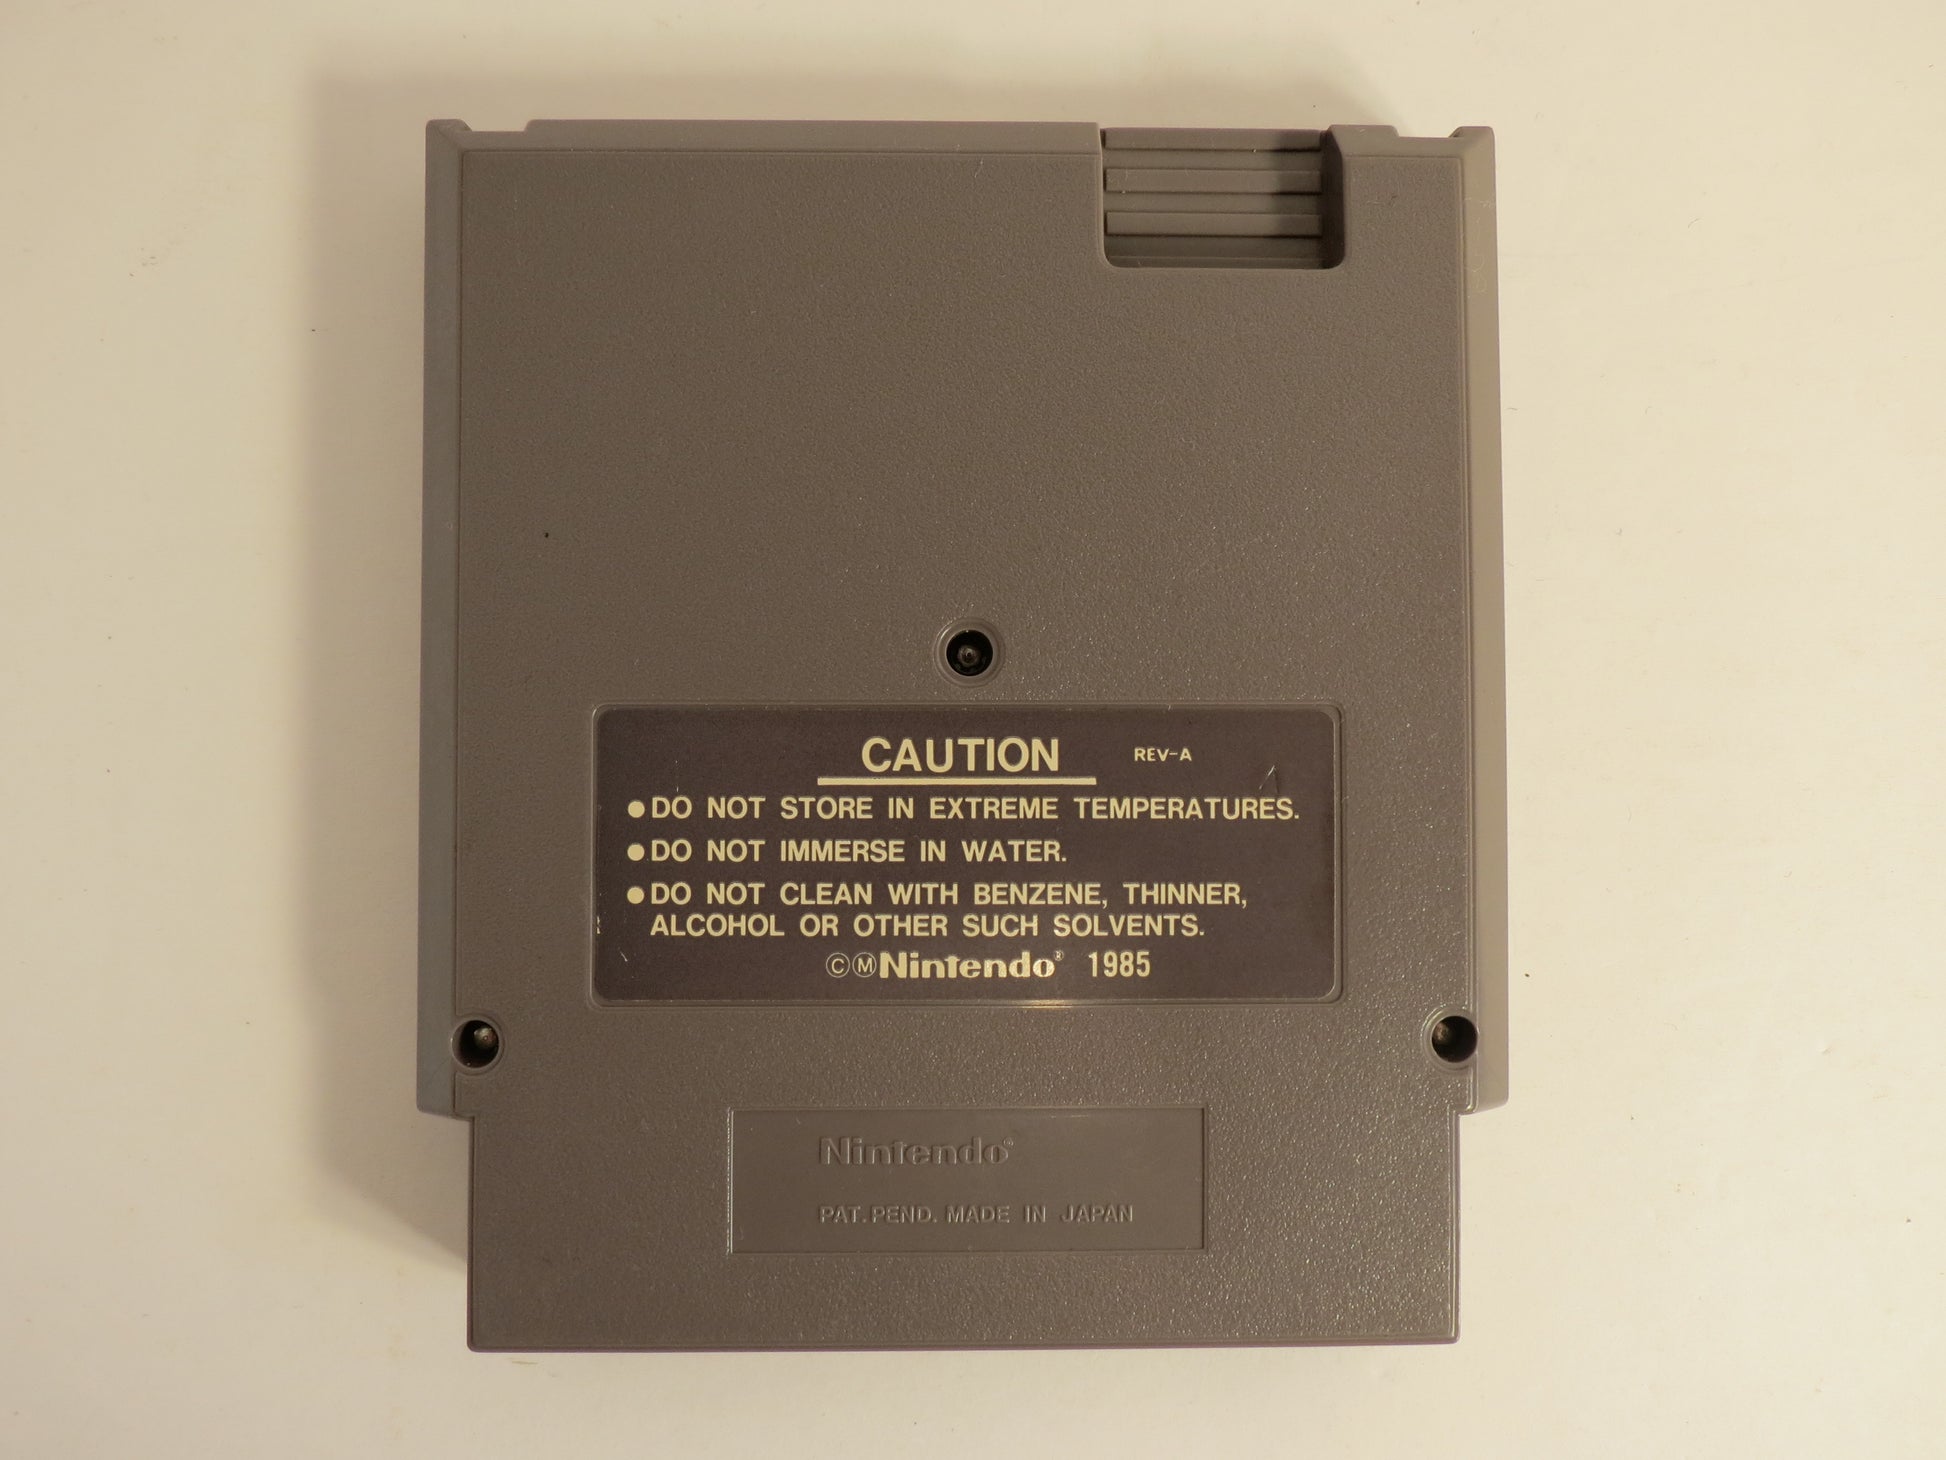 CAUTION REV-A
●DO NOT STORE IN EXTREME TEMPERATURES.
●DO NOT IMMERSE IN WATER.
●DO NOT CLEAN WITH BENZENE, THINNER,
ALCOHOL OR OTHER SUCH SOLVENTS.
©ⓂNintendo® 1985
Nintendo®
PAT. PEND. MADE IN JAPAN